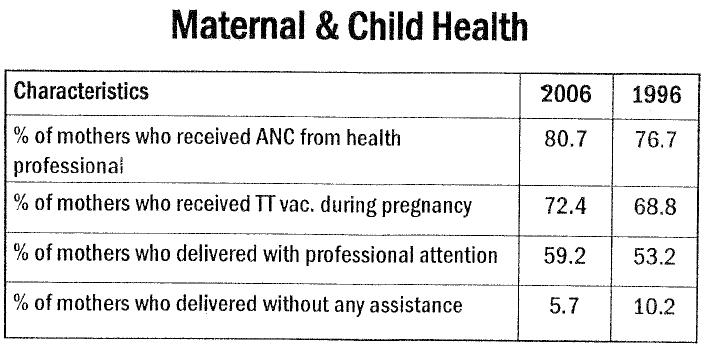 Maternal & Child Health
Characteristics 2006 1996
% of mothers who received ANC from health
professional 80.7 76.7
% of mothers who received TT vac. during pregnancy 72.4 68.8
% of mothers who delivered with professional attention 59.2 53.2
% of mothers who delivered without any assistance 5.7 10.2